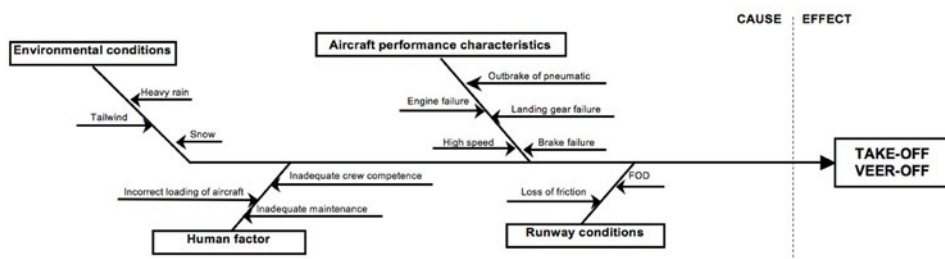 CAUSE
EFFECT
Environmental conditions
Aircraft performance characteristics
Outbrake of pneumatic
Heavy rain
Engine failure
Landing gear failure
Tailwind
Snow
High speed
Brake failure
TAKE-OFF
VEER-OFF
Inadequate crew competence
FOD
Incorrect loading of aircraft
Loss of friction
Inadequate maintenance
Human factor
Runway conditions